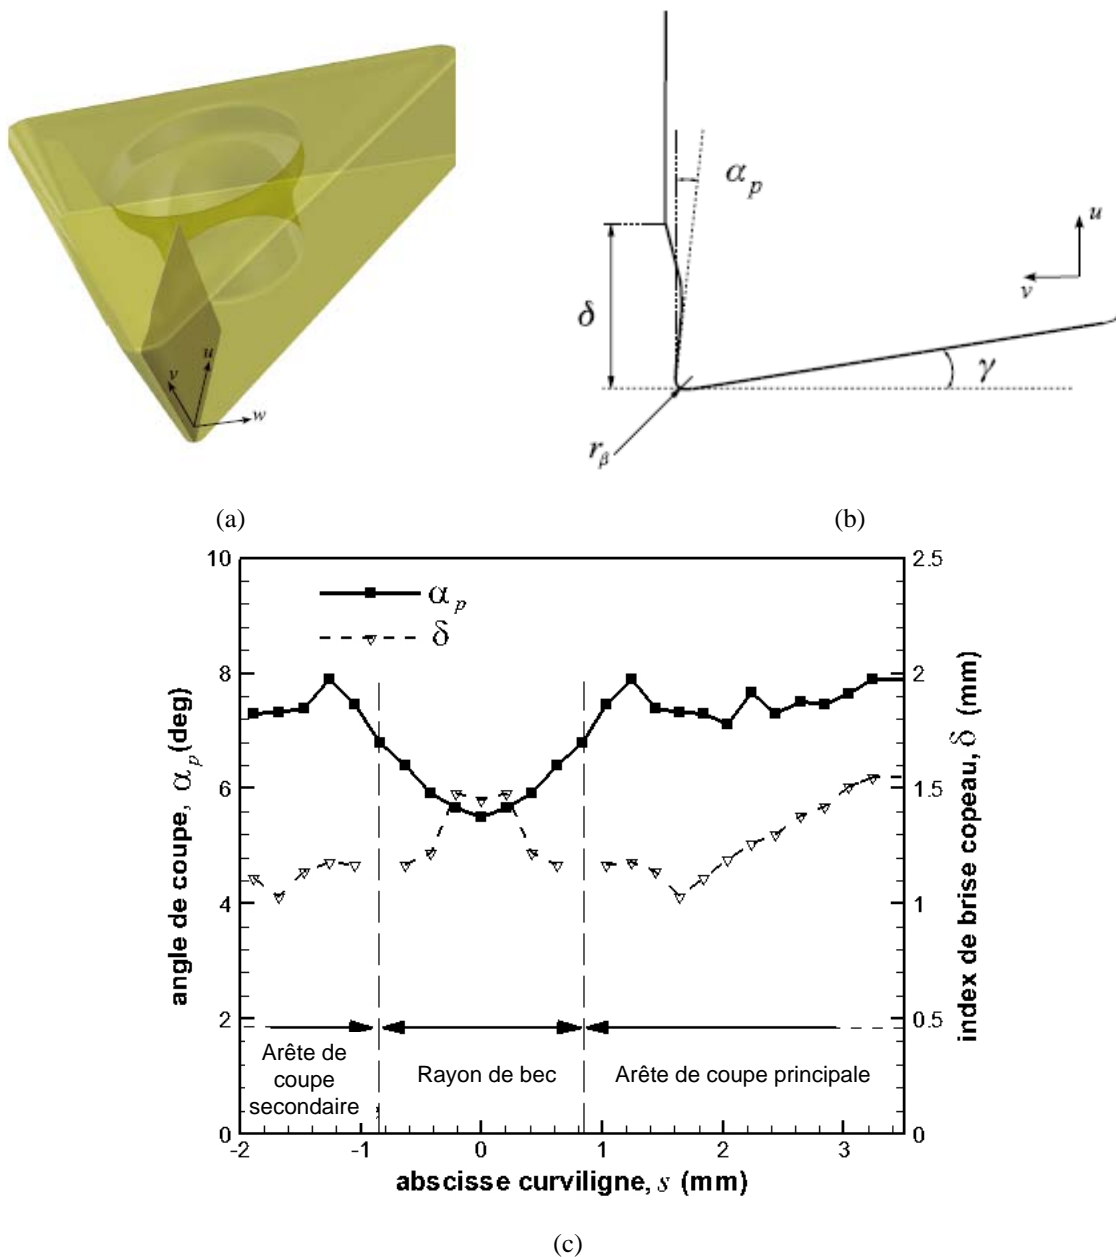 v
u
w
α_p
u
v
δ
γ
r_β
(a)
(b)
10
8
6
4
2
0
angle de coupe, α_p (deg)
α_p
δ
2.5
2
1.5
1
0.5
0
index de brise copeau, δ (mm)
Arête de
coupe
secondaire
Rayon de bec
Arête de coupe principale
-2
-1
0
1
2
3
abscisse curviligne, s (mm)
(c)